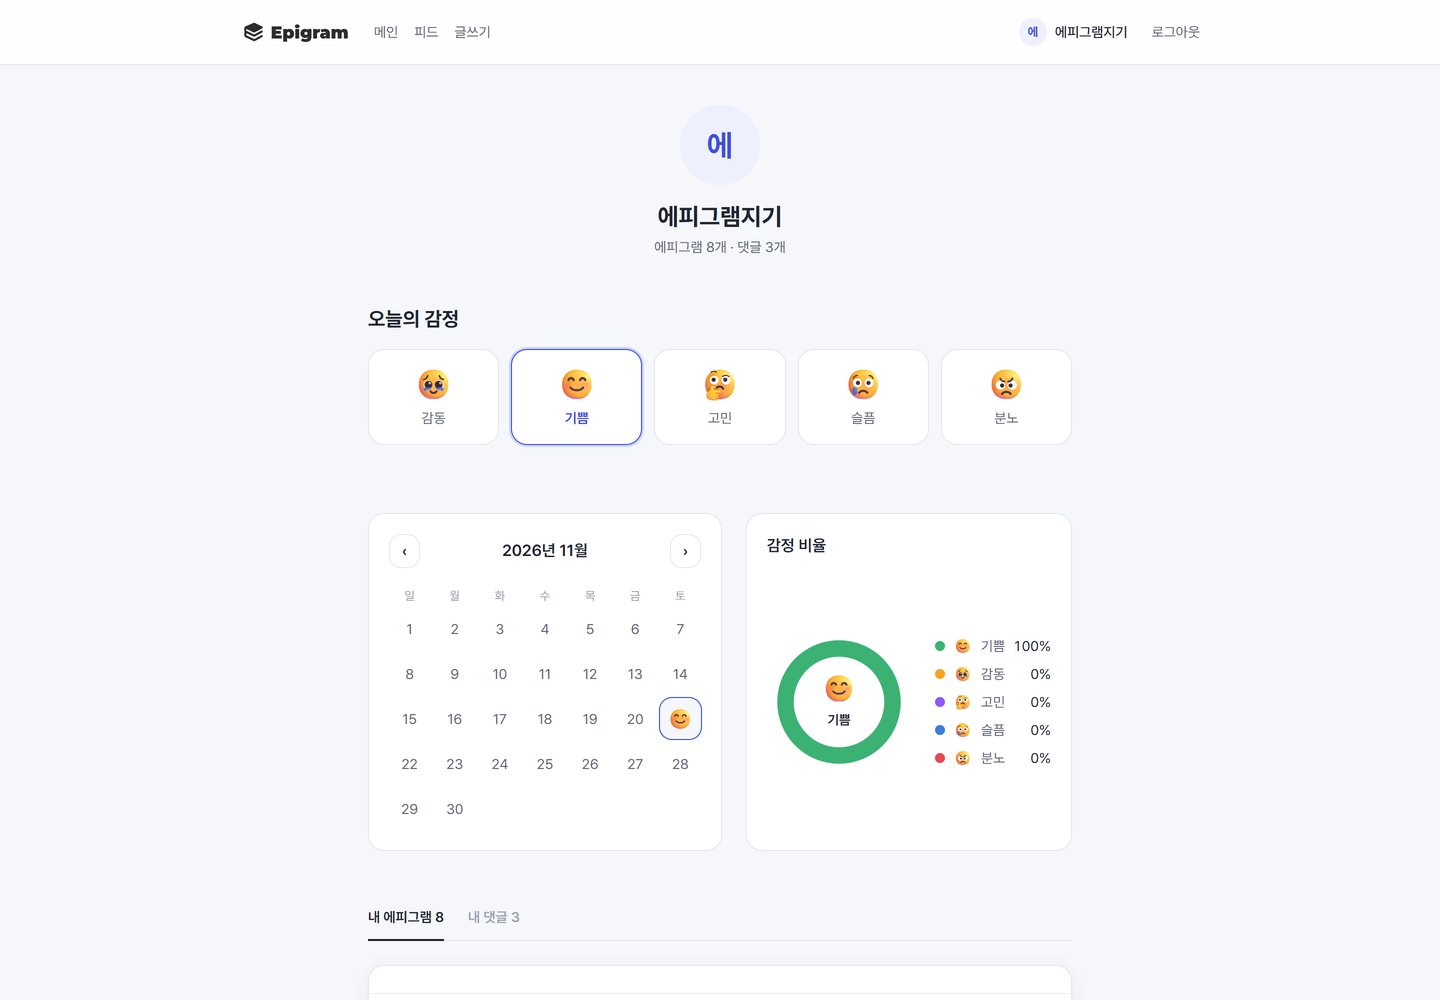 Epigram 메인 피드 글쓰기 에 에피그램지기 로그아웃
에
에피그램지기
에피그램 8개 · 댓글 3개
오늘의 감정
감동 기쁨 고민 슬픔 분노
‹ 2026년 11월 ›
일 월 화 수 목 금 토
1 2 3 4 5 6 7
8 9 10 11 12 13 14
15 16 17 18 19 20
22 23 24 25 26 27 28
29 30
감정 비율
기쁨
기쁨 100%
감동 0%
고민 0%
슬픔 0%
분노 0%
내 에피그램 8 내 댓글 3